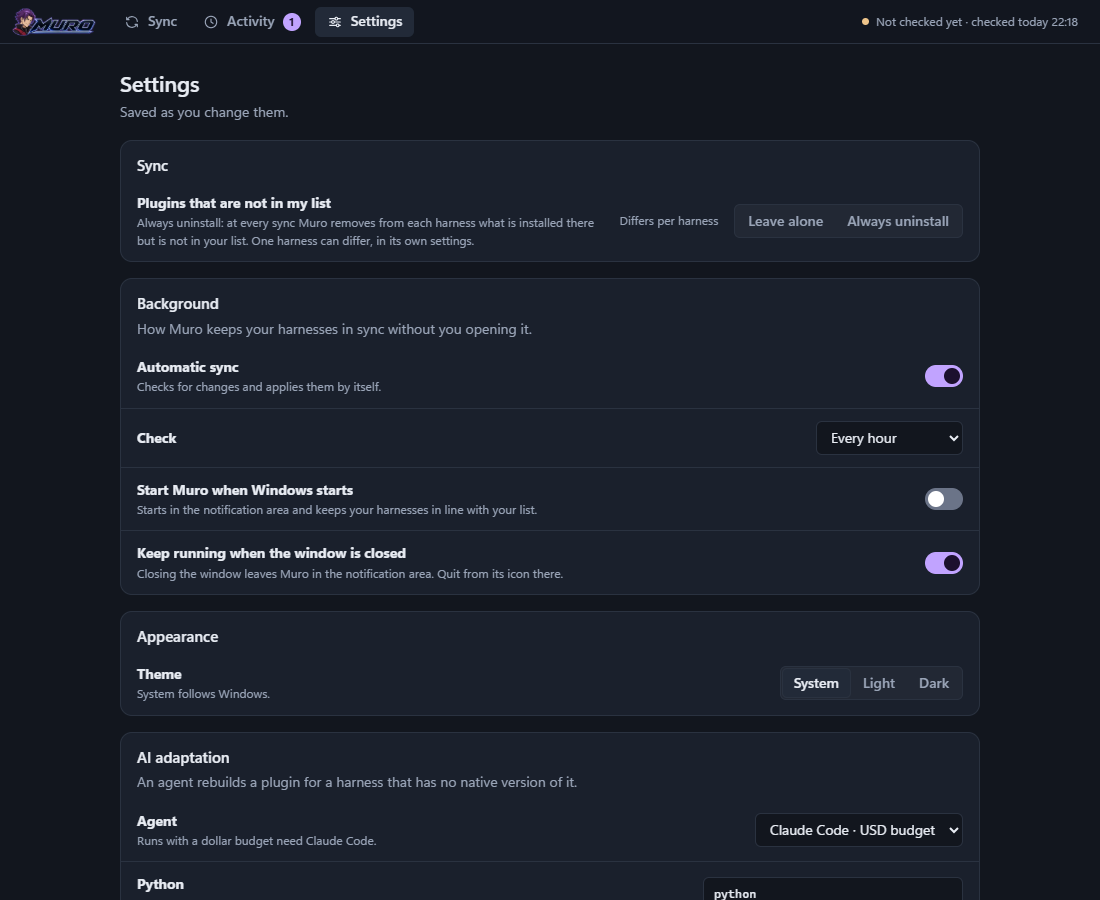 MURO
Sync
Activity
1
Settings
Not checked yet · checked today 22:18
Settings
Saved as you change them.
Sync
Plugins that are not in my list
Always uninstall: at every sync Muro removes from each harness what is installed there
but is not in your list. One harness can differ, in its own settings.
Differs per harness
Leave alone
Always uninstall
Background
How Muro keeps your harnesses in sync without you opening it.
Automatic sync
Checks for changes and applies them by itself.
Check
Every hour
Start Muro when Windows starts
Starts in the notification area and keeps your harnesses in line with your list.
Keep running when the window is closed
Closing the window leaves Muro in the notification area. Quit from its icon there.
Appearance
Theme
System follows Windows.
System
Light
Dark
AI adaptation
An agent rebuilds a plugin for a harness that has no native version of it.
Agent
Runs with a dollar budget need Claude Code.
Claude Code · USD budget
Python
python